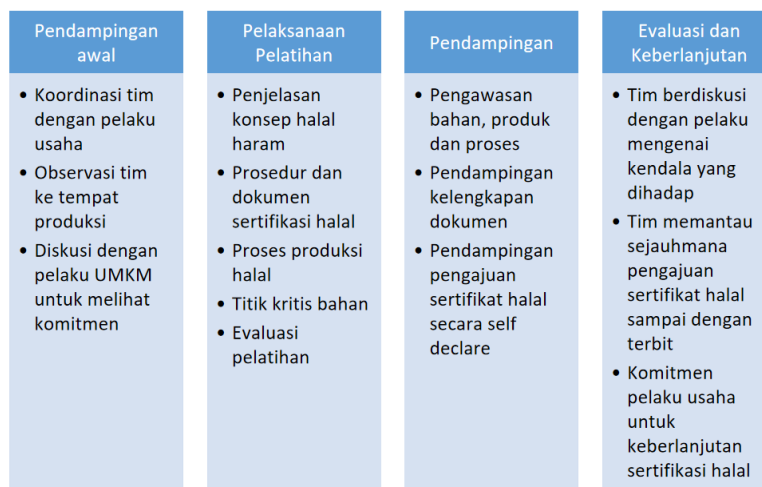 Pendampingan
awal
• Koordinasi tim
dengan pelaku
usaha
• Observasi tim
ke tempat
produksi
• Diskusi dengan
pelaku UMKM
untuk melihat
komitmen
Pelaksanaan
Pelatihan
• Penjelasan
konsep halal
haram
• Prosedur dan
dokumen
sertifikasi halal
• Proses produksi
halal
• Titik kritis bahan
• Evaluasi
pelatihan
Pendampingan
• Pengawasan
bahan, produk
dan proses
• Pendampingan
kelengkapan
dokumen
• Pendampingan
pengajuan
sertifikat halal
secara self
declare
Evaluasi dan
Keberlanjutan
• Tim berdiskusi
dengan pelaku
mengenai
kendala yang
dihadap
• Tim memantau
sejauhmana
pengajuan
sertifikat halal
sampai dengan
terbit
• Komitmen
pelaku usaha
untuk
keberlanjutan
sertifikasi halal